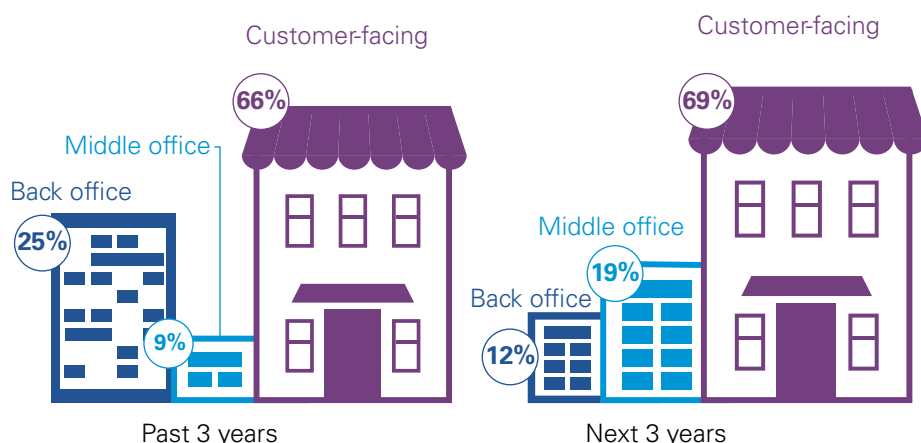 Customer-facing
66%
Middle office
Back office
25%
9%
Past 3 years
Customer-facing
69%
Middle office
19%
Back office
12%
Next 3 years